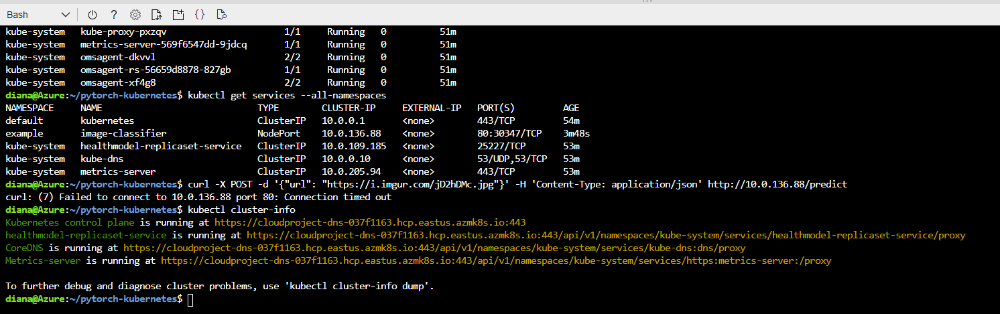 Bash
kube-system kube-proxy-pxzqv 1/1 Running 0 51m
kube-system metrics-server-569f6547dd-9jdcq 1/1 Running 0 51m
kube-system omsagent-dkvvl 2/2 Running 0 51m
kube-system omsagent-rs-56659d8878-827gb 1/1 Running 0 51m
kube-system omsagent-xf4g8 2/2 Running 0 51m
diana@Azure:~/pytorch-kubernetes$ kubectl get services --all-namespaces
NAMESPACE NAME TYPE CLUSTER-IP EXTERNAL-IP PORT(S) AGE
default kubernetes ClusterIP 10.0.0.1 <none> 443/TCP 54m
example image-classifier NodePort 10.0.136.88 <none> 80:30347/TCP 3m48s
kube-system healthmodel-replicaset-service ClusterIP 10.0.109.185 <none> 25227/TCP 53m
kube-system kube-dns ClusterIP 10.0.0.10 <none> 53/UDP,53/TCP 53m
kube-system metrics-server ClusterIP 10.0.205.94 <none> 443/TCP 53m
diana@Azure:~/pytorch-kubernetes$ curl -X POST -d '{"url": "https://i.imgur.com/jD2hDMc.jpg"}' -H 'Content-Type: application/json' http://10.0.136.88/predict
curl: (7) Failed to connect to 10.0.136.88 port 80: Connection timed out
diana@Azure:~/pytorch-kubernetes$ kubectl cluster-info
Kubernetes control plane is running at https://cloudproject-dns-037f1163.hcp.eastus.azmk8s.io:443
healthmodel-replicaset-service is running at https://cloudproject-dns-037f1163.hcp.eastus.azmk8s.io:443/api/v1/namespaces/kube-system/services/healthmodel-replicaset-service/proxy
CoreDNS is running at https://cloudproject-dns-037f1163.hcp.eastus.azmk8s.io:443/api/v1/namespaces/kube-system/services/kube-dns:dns/proxy
Metrics-server is running at https://cloudproject-dns-037f1163.hcp.eastus.azmk8s.io:443/api/v1/namespaces/kube-system/services/https:metrics-server:/proxy
To further debug and diagnose cluster problems, use 'kubectl cluster-info dump'.
diana@Azure:~/pytorch-kubernetes$